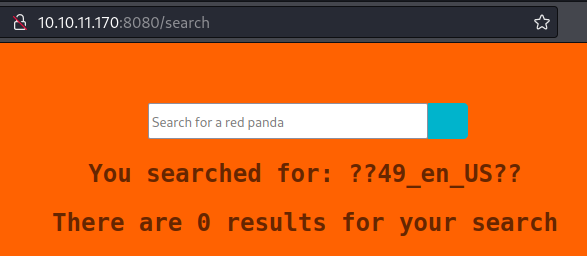 10.10.11.170:8080/search
Search for a red panda
You searched for: ??49_en_US??
There are 0 results for your search